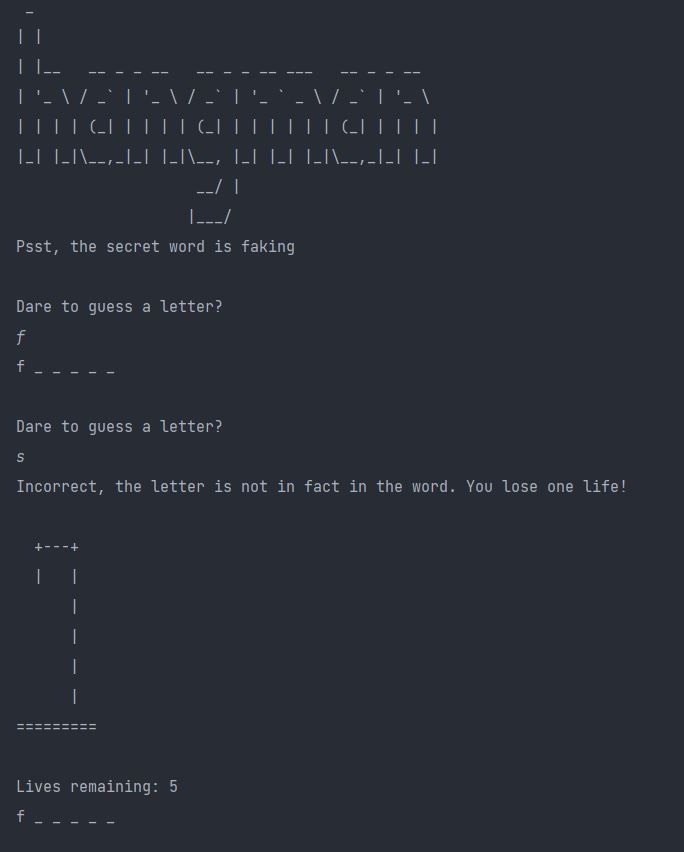 _
| |
| |__   __ _ _ __   __ _ _ __ ___   __ _ _ __
| '_ \ / _` | '_ \ / _` | '_ ` _ \ / _` | '_ \
| | | | (_| | | | | (_| | | | | | | (_| | | | |
|_| |_|\__,_|_| |_|\__, |_| |_| |_|\__,_|_| |_|
                    __/ |
                   |___/
Psst, the secret word is faking

Dare to guess a letter?
f
f _ _ _ _ _

Dare to guess a letter?
s
Incorrect, the letter is not in fact in the word. You lose one life!

  +---+
  |   |
      |
      |
      |
      |
=========

Lives remaining: 5
f _ _ _ _ _